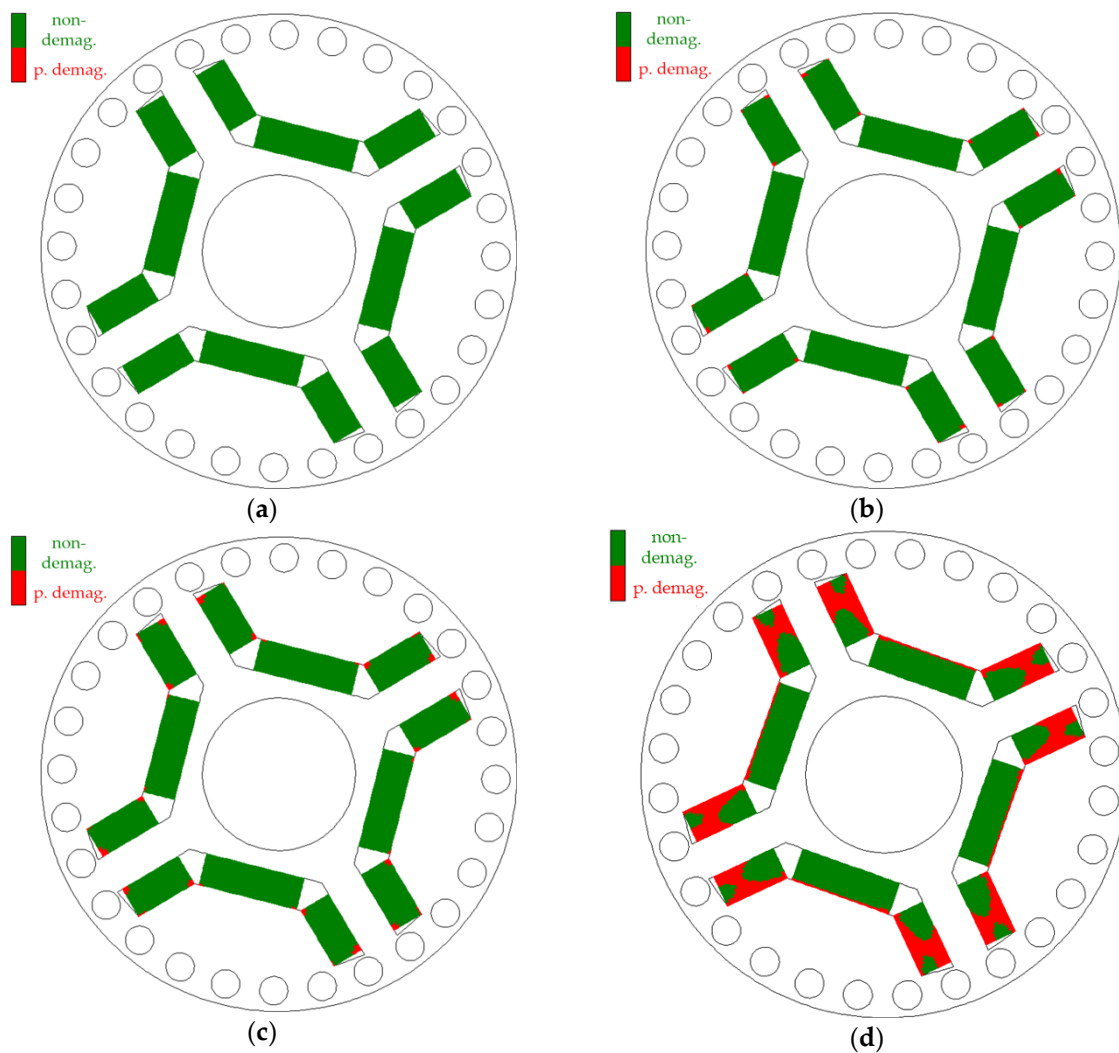 non-
demag.
p. demag.
non-
demag.
p. demag.
(a)
(b)
non-
demag.
p. demag.
non-
demag.
p. demag.
(c)
(d)